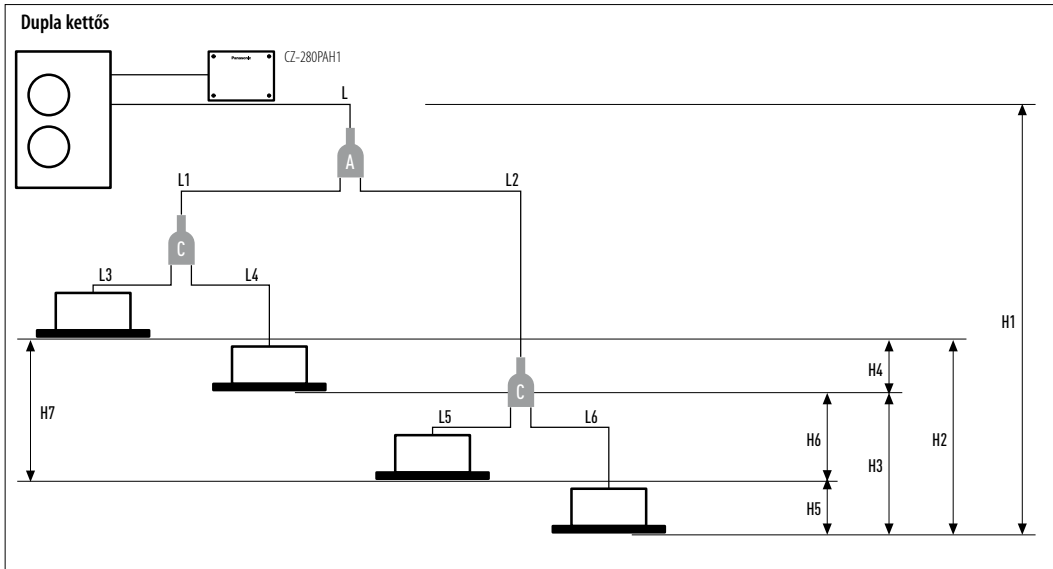 Dupla kettős
Panasonic
CZ-280PAH1
L
A
L1
L2
C
L3
L4
H1
H4
C
H7
H2
L5
L6
H6
H3
H5